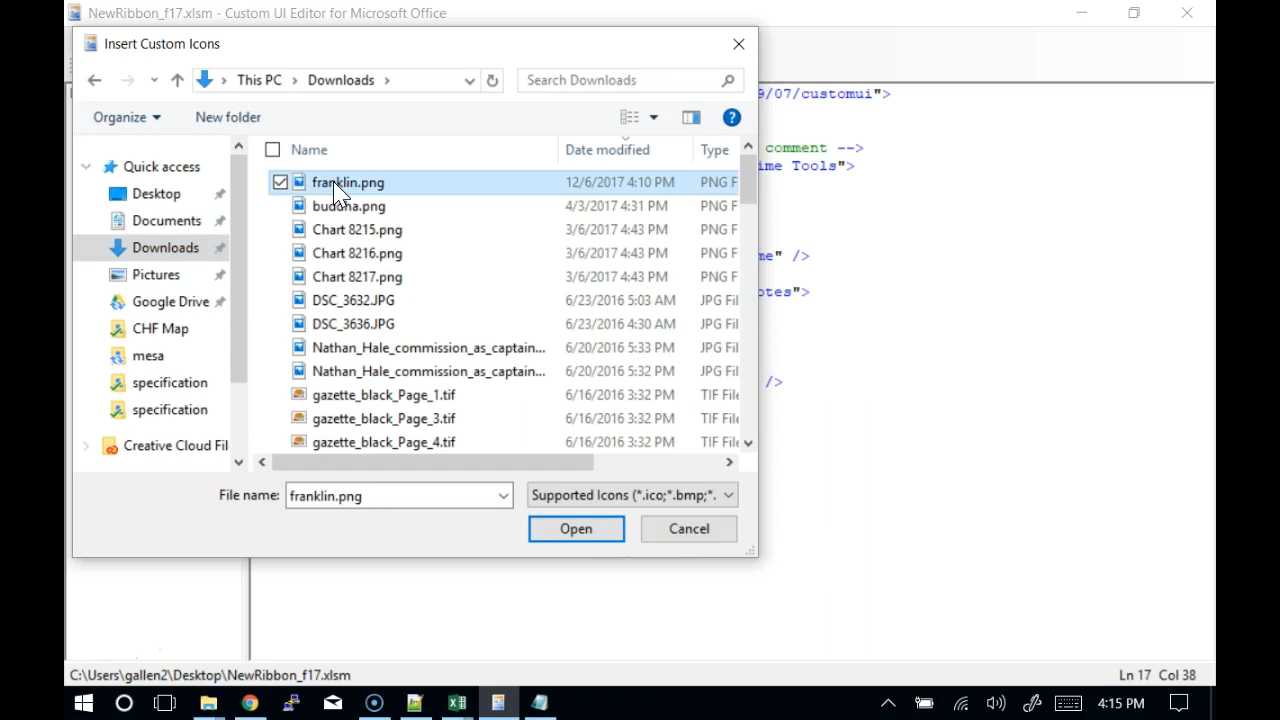 NewRibbon_f17.xlsm - Custom UI Editor for Microsoft Office
Insert Custom Icons
This PC > Downloads >
Search Downloads
Organize
New folder
Name Date modified Type
Quick access
Desktop
Documents
Downloads
Pictures
Google Drive
CHF Map
mesa
specification
specification
Creative Cloud Fil
franklin.png 12/6/2017 4:10 PM PNG F
buddha.png 4/3/2017 4:31 PM PNG F
Chart 8215.png 3/6/2017 4:43 PM PNG F
Chart 8216.png 3/6/2017 4:43 PM PNG F
Chart 8217.png 3/6/2017 4:43 PM PNG F
DSC_3632.JPG 6/23/2016 5:03 AM JPG Fil
DSC_3636.JPG 6/23/2016 4:30 AM JPG Fil
Nathan_Hale_commission_as_captain... 6/20/2016 5:33 PM JPG Fil
Nathan_Hale_commission_as_captain... 6/20/2016 5:32 PM JPG Fil
gazette_black_Page_1.tif 6/16/2016 3:32 PM TIF File
gazette_black_Page_3.tif 6/16/2016 3:32 PM TIF File
gazette_black_Page_4.tif 6/16/2016 3:32 PM TIF File
File name: franklin.png
Supported Icons (*.ico;*.bmp;*.
Open
Cancel
9/07/customui">
comment -->
ime Tools">
me" />
otes">
/>
C:\Users\gallen2\Desktop\NewRibbon_f17.xlsm
Ln 17 Col 38
4:15 PM